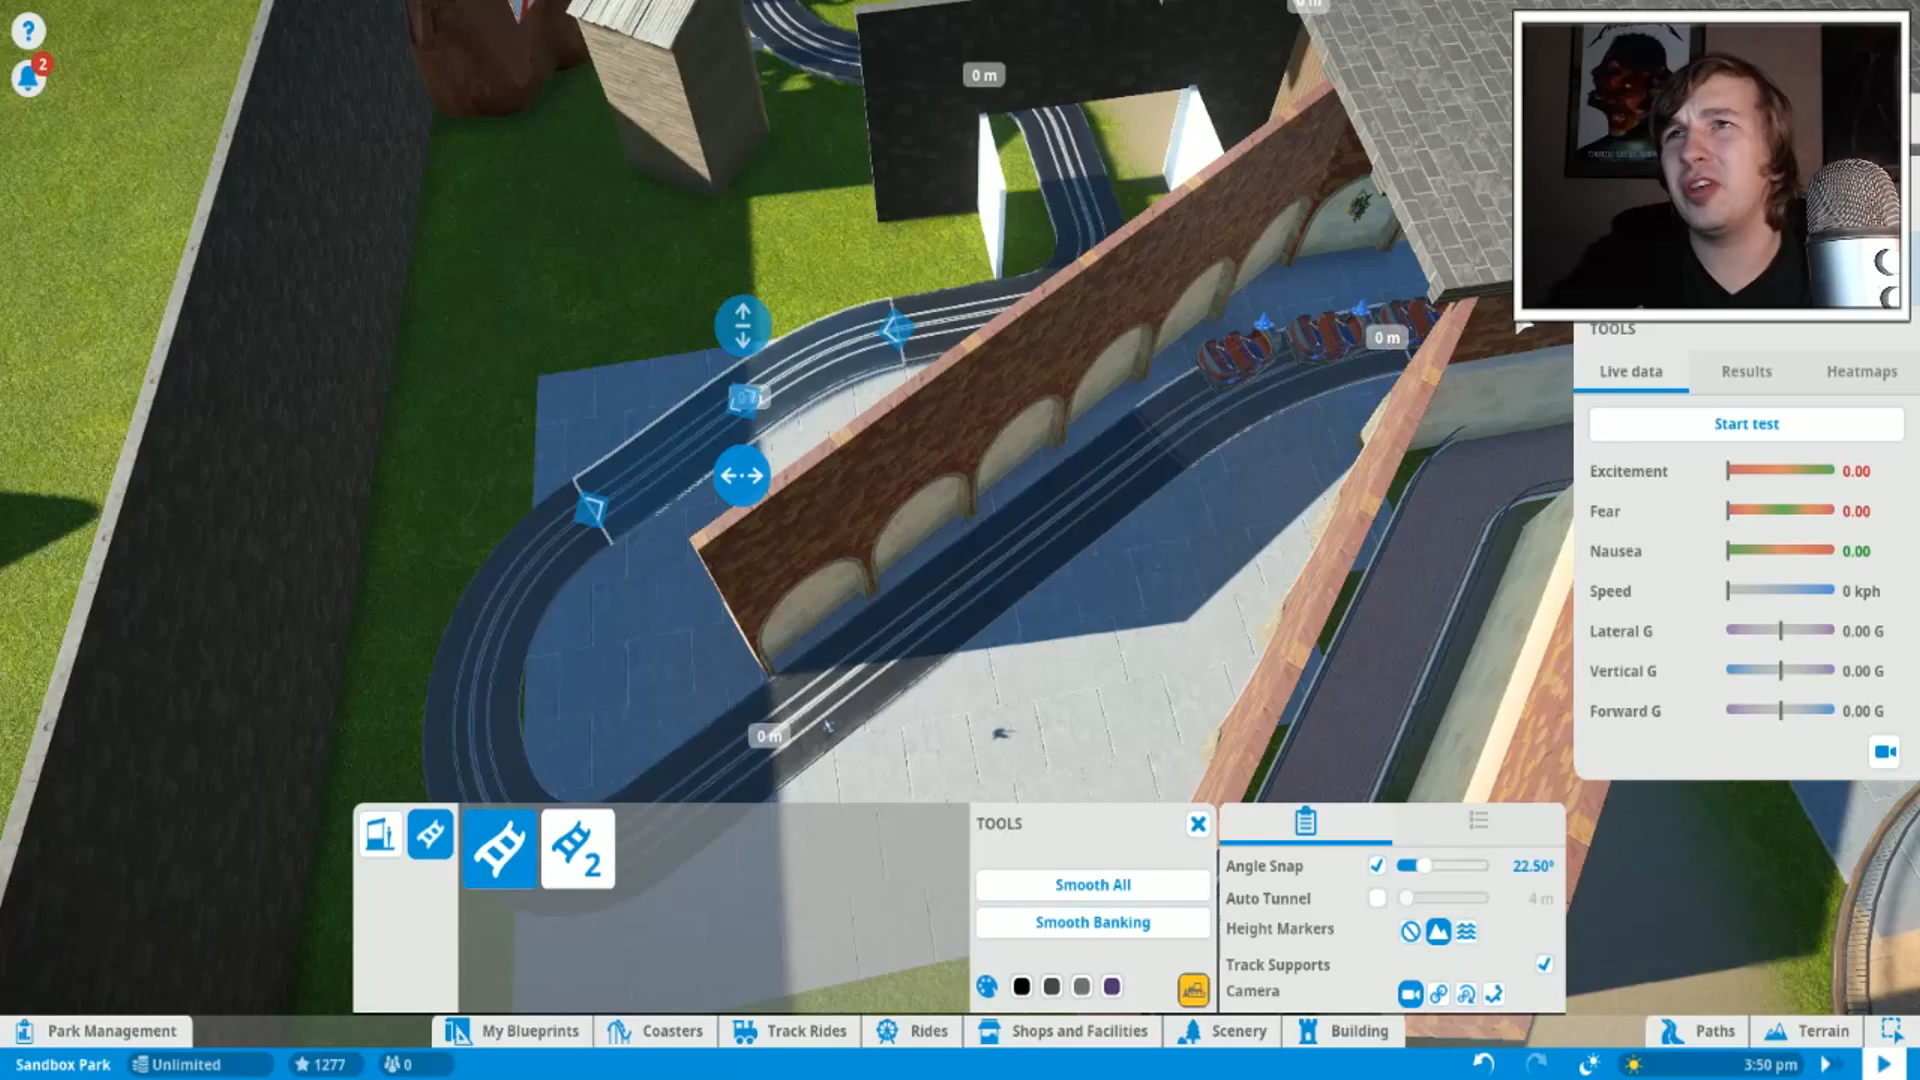 ?
2
0 m
0 m
0 m
0 m
TOOLS
Live data
Results
Heatmaps
Start test
Excitement
0.00
Fear
0.00
Nausea
0.00
Speed
0 kph
Lateral G
0.00 G
Vertical G
0.00 G
Forward G
0.00 G
2
TOOLS
Smooth All
Smooth Banking
Angle Snap
22.50°
Auto Tunnel
4 m
Height Markers
Track Supports
Camera
Park Management
My Blueprints
Coasters
Track Rides
Rides
Shops and Facilities
Scenery
Building
Paths
Terrain
Sandbox Park
Unlimited
1277
0
3:50 pm